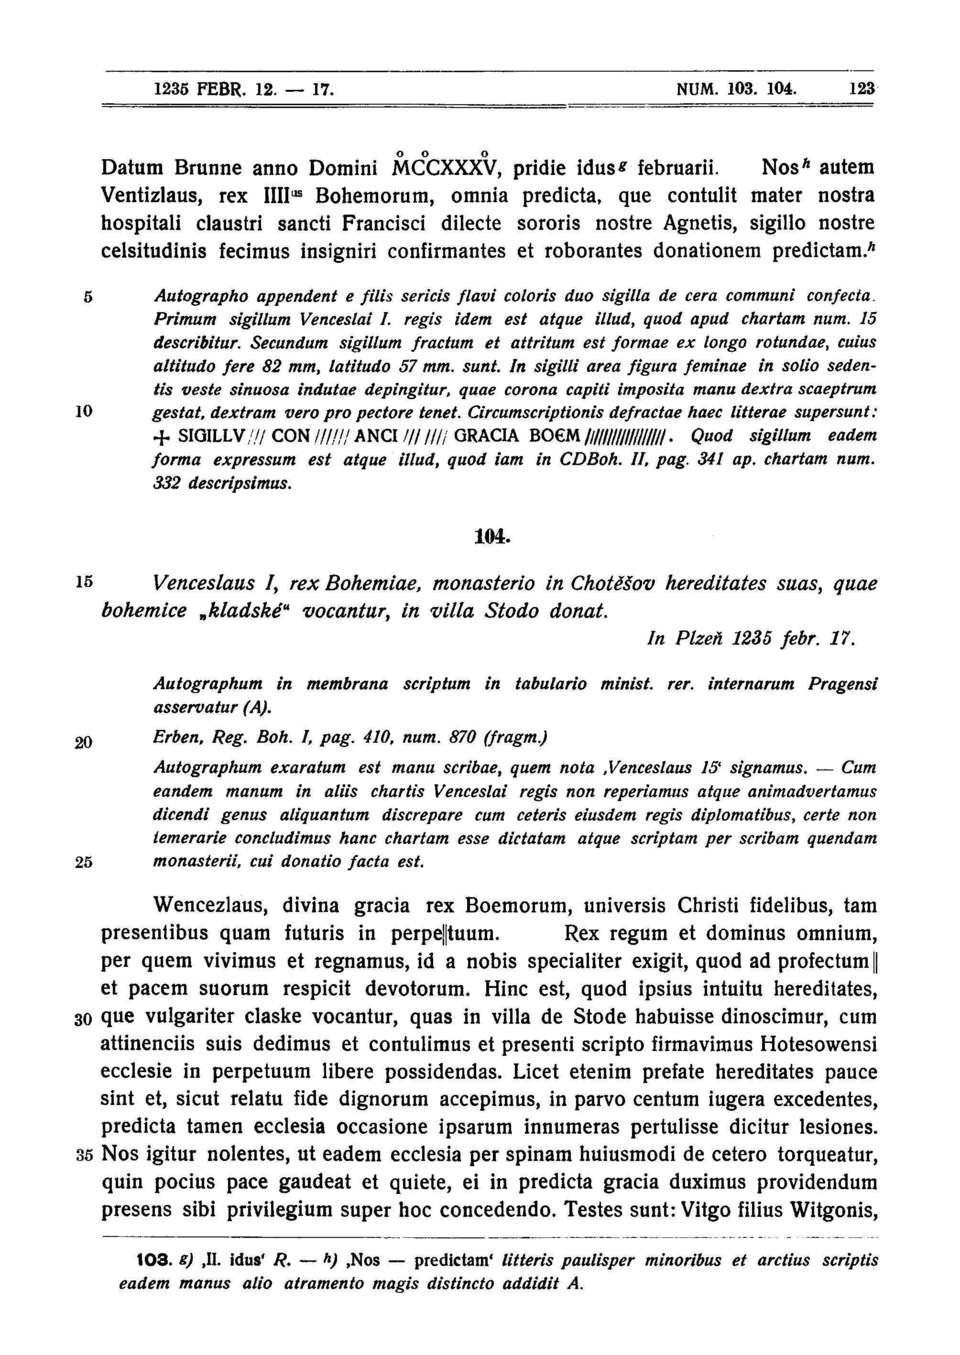 1235 FEBR. 12. — 17. NUM. 103. 104. 123
Datum Brunne anno Domini M̊C̊CXXXV̊, pridie idus<sup>g</sup> februarii. Nos<sup>h</sup> autem
Ventizlaus, rex IIII<sup>us</sup> Bohemorum, omnia predicta, que contulit mater nostra
hospitali claustri sancti Francisci dilecte sororis nostre Agnetis, sigillo nostre
celsitudinis fecimus insigniri confirmantes et roborantes donationem predictam.<sup>h</sup>
5 Autographo appendent e filis sericis flavi coloris duo sigilla de cera communi confecta.
Primum sigillum Venceslai I. regis idem est atque illud, quod apud chartam num. 15
describitur. Secundum sigillum fractum et attritum est formae ex longo rotundae, cuius
altitudo fere 82 mm, latitudo 57 mm. sunt. In sigilli area figura feminae in solio seden-
tis veste sinuosa indutae depingitur, quae corona capiti imposita manu dextra scaeptrum
10 gestat, dextram vero pro pectore tenet. Circumscriptionis defractae haec litterae supersunt:
+ SIGILLV /// CON ////// ANCI /// //// GRACIA BOЄM ////////////////. Quod sigillum eadem
forma expressum est atque illud, quod iam in CDBoh. II, pag. 341 ap. chartam num.
332 descripsimus.
104.
15 Venceslaus I, rex Bohemiae, monasterio in Chotěšov hereditates suas, quae
bohemice „kladské“ vocantur, in villa Stodo donat.
In Plzeň 1235 febr. 17.
Autographum in membrana scriptum in tabulario minist. rer. internarum Pragensi
asservatur (A).
20 Erben, Reg. Boh. I, pag. 410, num. 870 (fragm.)
Autographum exaratum est manu scribae, quem nota ‚Venceslaus 15‘ signamus. — Cum
eandem manum in aliis chartis Venceslai regis non reperiamus atque animadvertamus
dicendi genus aliquantum discrepare cum ceteris eiusdem regis diplomatibus, certe non
temerarie concludimus hanc chartam esse dictatam atque scriptam per scribam quendam
25 monasterii, cui donatio facta est.
Wencezlaus, divina gracia rex Boemorum, universis Christi fidelibus, tam
presentibus quam futuris in perpe||tuum. Rex regum et dominus omnium,
per quem vivimus et regnamus, id a nobis specialiter exigit, quod ad profectum||
et pacem suorum respicit devotorum. Hinc est, quod ipsius intuitu hereditates,
30 que vulgariter claske vocantur, quas in villa de Stode habuisse dinoscimur, cum
attinenciis suis dedimus et contulimus et presenti scripto firmavimus Hotesowensi
ecclesie in perpetuum libere possidendas. Licet etenim prefate hereditates pauce
sint et, sicut relatu fide dignorum accepimus, in parvo centum iugera excedentes,
predicta tamen ecclesia occasione ipsarum innumeras pertulisse dicitur lesiones.
35 Nos igitur nolentes, ut eadem ecclesia per spinam huiusmodi de cetero torqueatur,
quin pocius pace gaudeat et quiete, ei in predicta gracia duximus providendum
presens sibi privilegium super hoc concedendo. Testes sunt: Vitgo filius Witgonis,
103. g) ‚II. idus‘ R. — h) ‚Nos — predictam‘ litteris paulisper minoribus et arctius scriptis
eadem manus alio atramento magis distincto addidit A.